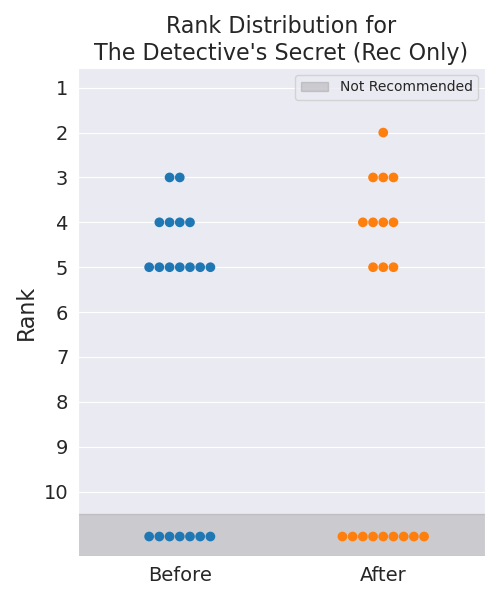 Rank Distribution for
The Detective's Secret (Rec Only)
Not Recommended
Rank
1
2
3
4
5
6
7
8
9
10
Before After